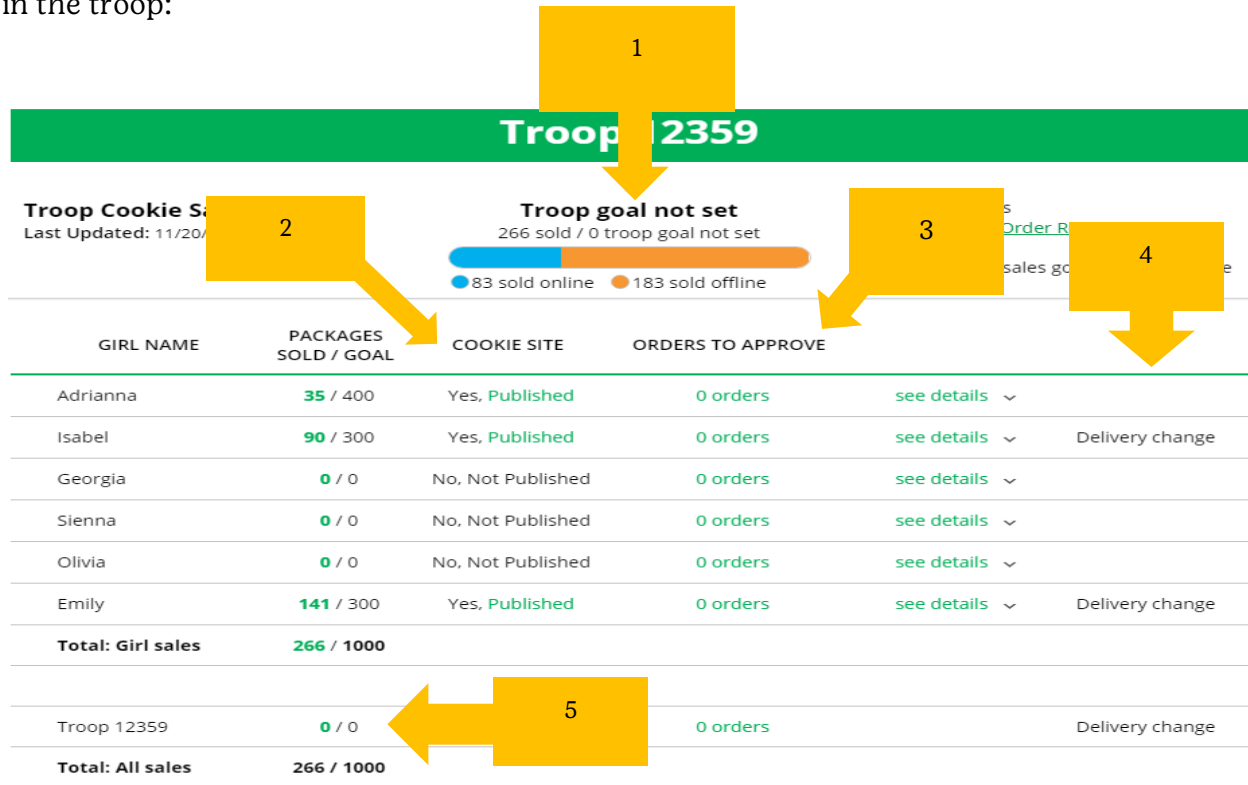 in the troop:
1
Troop 12359
Troop Cookie
Last Updated: 11/20/
2
Troop goal not set
266 sold / 0 troop goal not set
83 sold online 183 sold offline
3
Order
sales
4
GIRL NAME PACKAGES SOLD / GOAL COOKIE SITE ORDERS TO APPROVE
Adrianna 35 / 400 Yes, Published 0 orders see details
Isabel 90 / 300 Yes, Published 0 orders see details Delivery change
Georgia 0 / 0 No, Not Published 0 orders see details
Sienna 0 / 0 No, Not Published 0 orders see details
Olivia 0 / 0 No, Not Published 0 orders see details
Emily 141 / 300 Yes, Published 0 orders see details Delivery change
Total: Girl sales 266 / 1000
5
Troop 12359 0 / 0 0 orders Delivery change
Total: All sales 266 / 1000